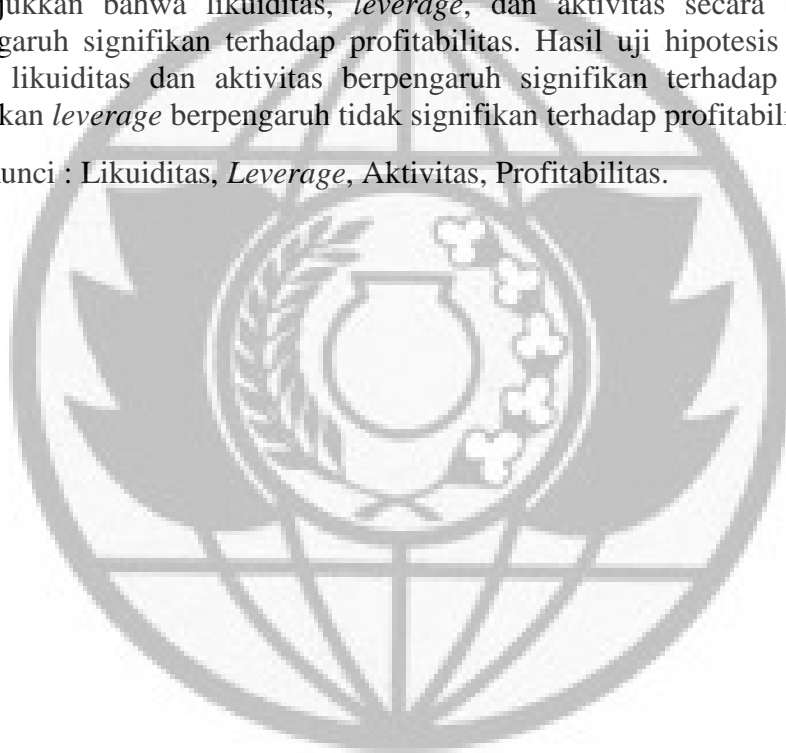 jukkan bahwa likuiditas, leverage, dan aktivitas secara
garuh signifikan terhadap profitabilitas. Hasil uji hipotesis
likuiditas dan aktivitas berpengaruh signifikan terhadap
kan leverage berpengaruh tidak signifikan terhadap profitabili
unci : Likuiditas, Leverage, Aktivitas, Profitabilitas.